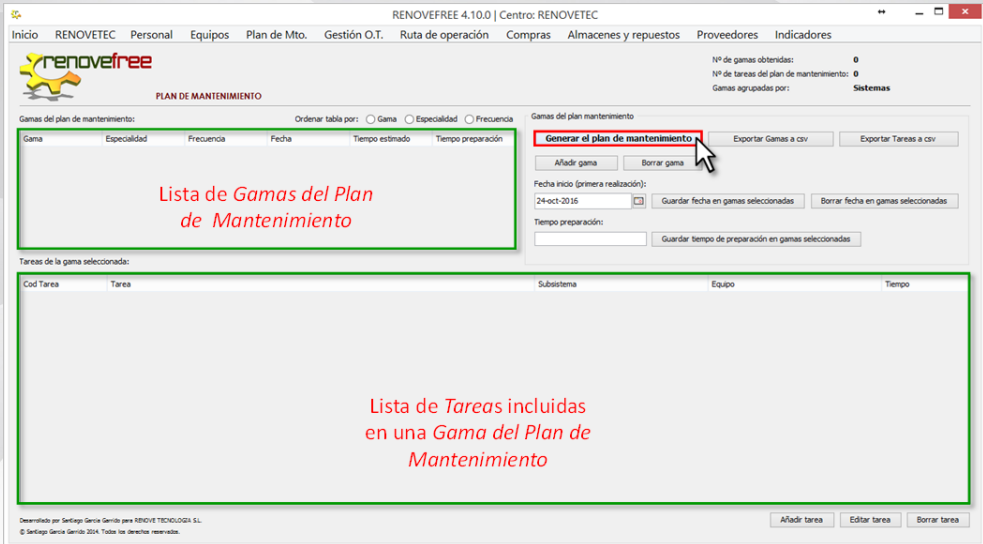 RENOVEFREE 4.10.0 | Centro: RENOVETEC
Inicio RENOVETEC Personal Equipos Plan de Mto. Gestión O.T. Ruta de operación Compras Almacenes y repuestos Proveedores Indicadores
renovefree
PLAN DE MANTENIMIENTO
Nº de gamas obtenidas: 0
Nº de tareas del plan de mantenimiento: 0
Gamas agrupadas por: Sistemas
Gamas del plan de mantenimiento: Ordenar tabla por: Gama Especialidad Frecuencia
Gama Especialidad Frecuencia Fecha Tiempo estimado Tiempo preparación
Lista de Gamas del Plan
de Mantenimiento
Gamas del plan mantenimiento
Generar el plan de mantenimiento Exportar Gamas a csv Exportar Tareas a csv
Añadir gama Borrar gama
Fecha inicio (primera realización):
24-oct-2016 Guardar fecha en gamas seleccionadas Borrar fecha en gamas seleccionadas
Tiempo preparación:
Guardar tiempo de preparación en gamas seleccionadas
Tareas de la gama seleccionada:
Cod Tarea Tarea Subsistema Equipo Tiempo
Lista de Tareas incluidas
en una Gama del Plan de
Mantenimiento
Desarrollado por Santiago García Garrido para RENOVE TECNOLOGÍA S.L.
© Santiago García Garrido 2014. Todos los derechos reservados.
Añadir tarea Editar tarea Borrar tarea